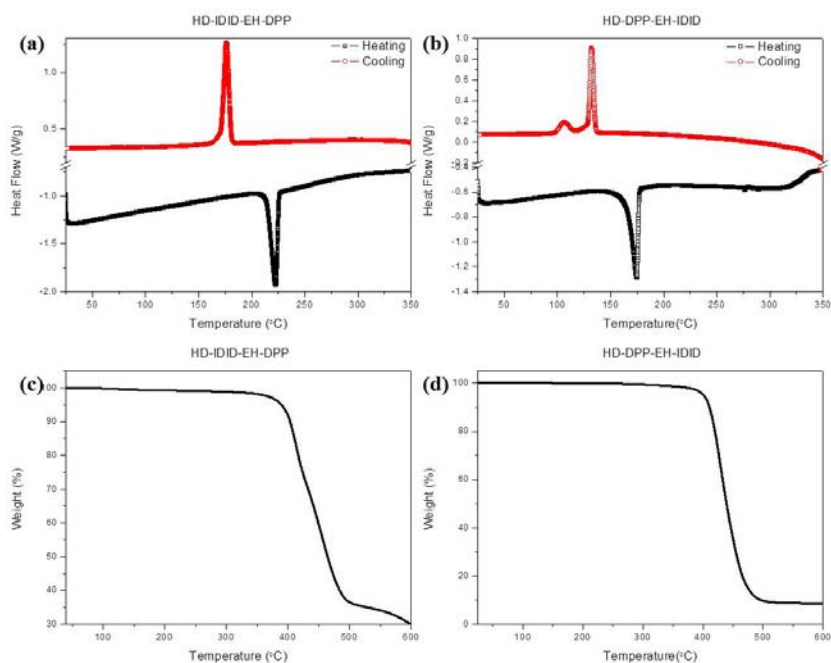 HD-IDID-EH-DPP
(a)
Heating
Cooling
1.0
0.5
-1.0
-1.5
-2.0
Heat Flow (W/g)
50 100 150 200 250 300 350
Temperature (°C)
HD-DPP-EH-IDID
(b)
Heating
Cooling
1.0
0.8
0.6
0.4
0.2
0.0
-0.2
-0.4
-0.6
-0.8
-1.0
-1.2
-1.4
Heat Flow (W/g)
50 100 150 200 250 300 350
Temperature(°C)
HD-IDID-EH-DPP
(c)
100
90
80
70
60
50
40
30
Weight (%)
100 200 300 400 500 600
Temperature (°C)
HD-DPP-EH-IDID
(d)
100
80
60
40
20
0
Weight (%)
100 200 300 400 500 600
Temperature (°C)